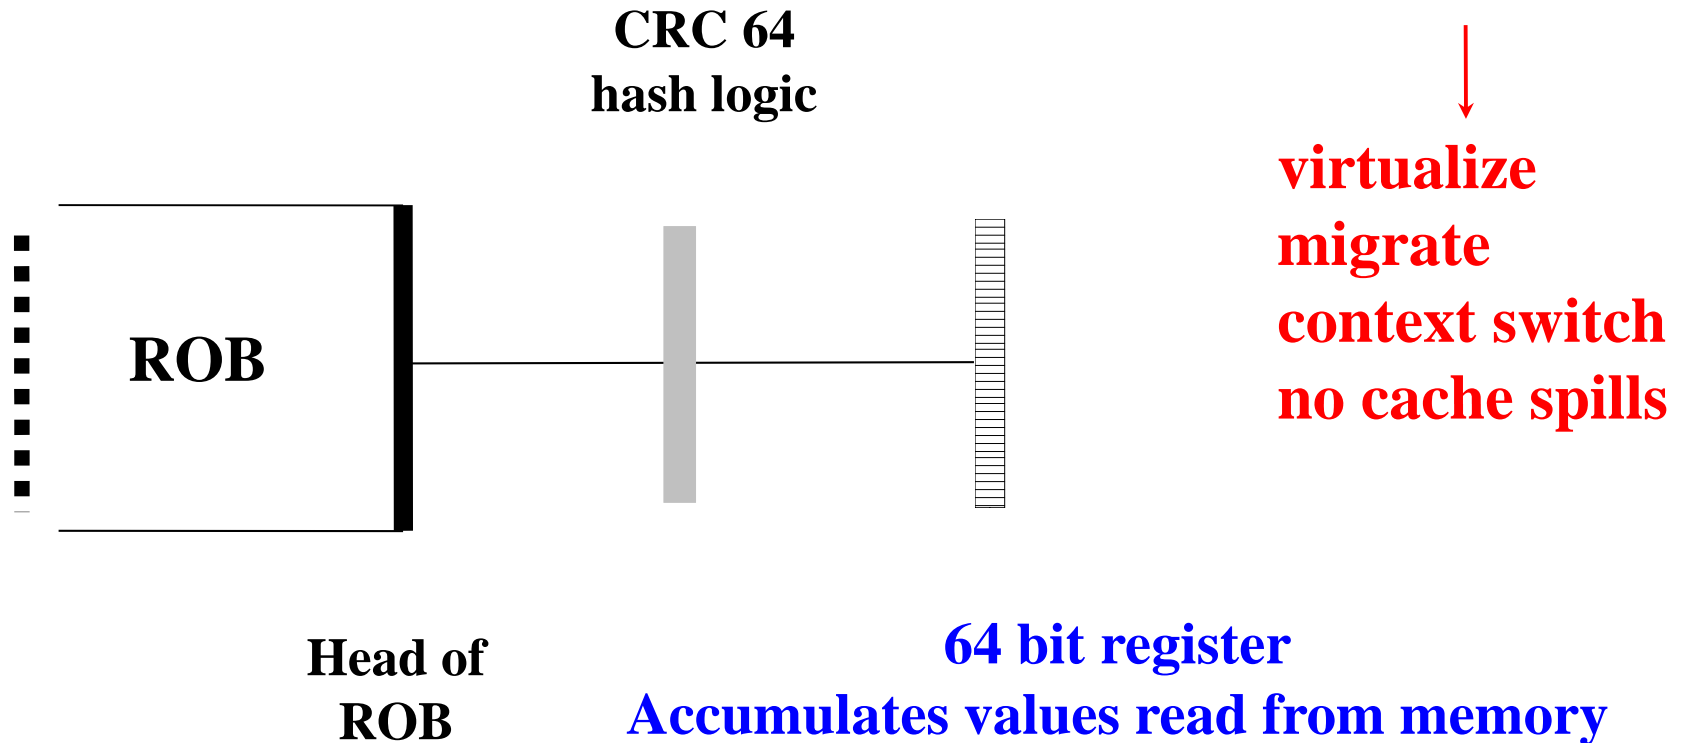 CRC 64
hash logic
virtualize
migrate
context switch
no cache spills
ROB
Head of
ROB
64 bit register
Accumulates values read from memory